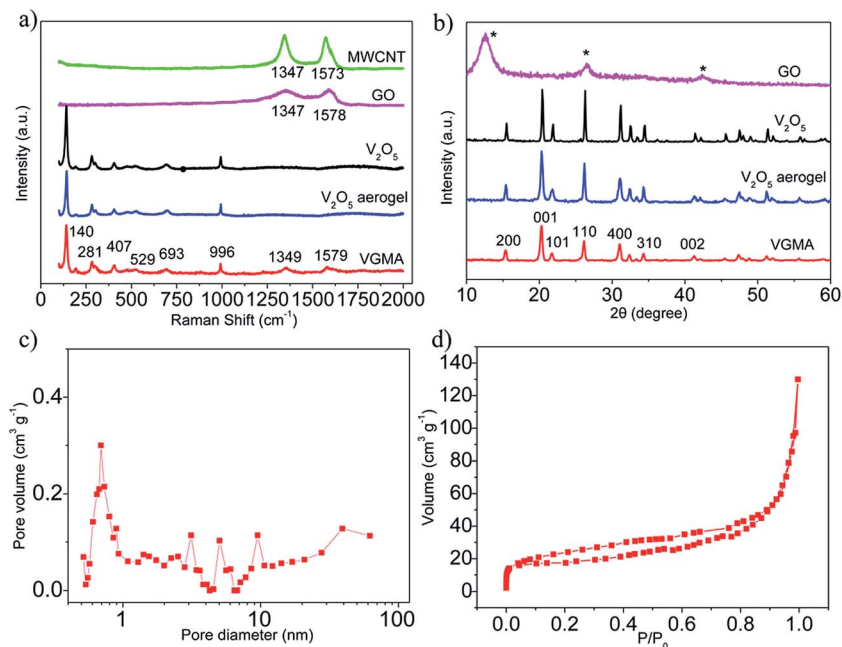 a)
Intensity (a.u.)
MWCNT
1347 1573
GO
1347 1578
V₂O₅
V₂O₅ aerogel
140
281 407 529 693 996 1349 1579
VGMA
0 250 500 750 1000 1250 1500 1750 2000
Raman Shift (cm⁻¹)
b)
Intensity (a.u.)
* * *
GO
V₂O₅
V₂O₅ aerogel
200 001 101 110 400 310 002
VGMA
10 20 30 40 50 60
2θ (degree)
c)
Pore volume (cm³ g⁻¹)
0.4
0.2
0.0
1 10 100
Pore diameter (nm)
d)
Volume (cm³ g⁻¹)
140
120
100
80
60
40
20
0
0.0 0.2 0.4 0.6 0.8 1.0
P/P₀